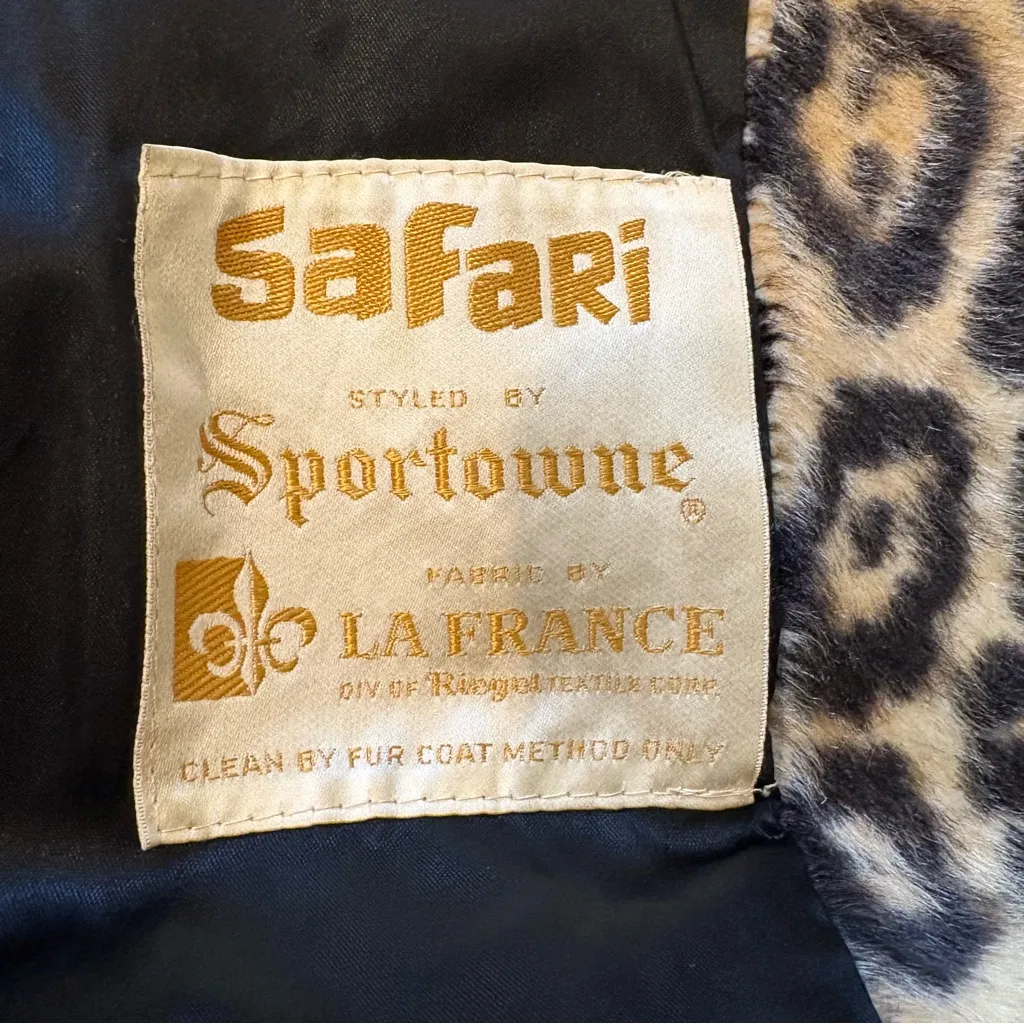 Safari
STYLED BY
Sportowne ®
FABRIC BY
LA FRANCE
DIV OF Riegel TEXTILE CORP.
CLEAN BY FUR COAT METHOD ONLY